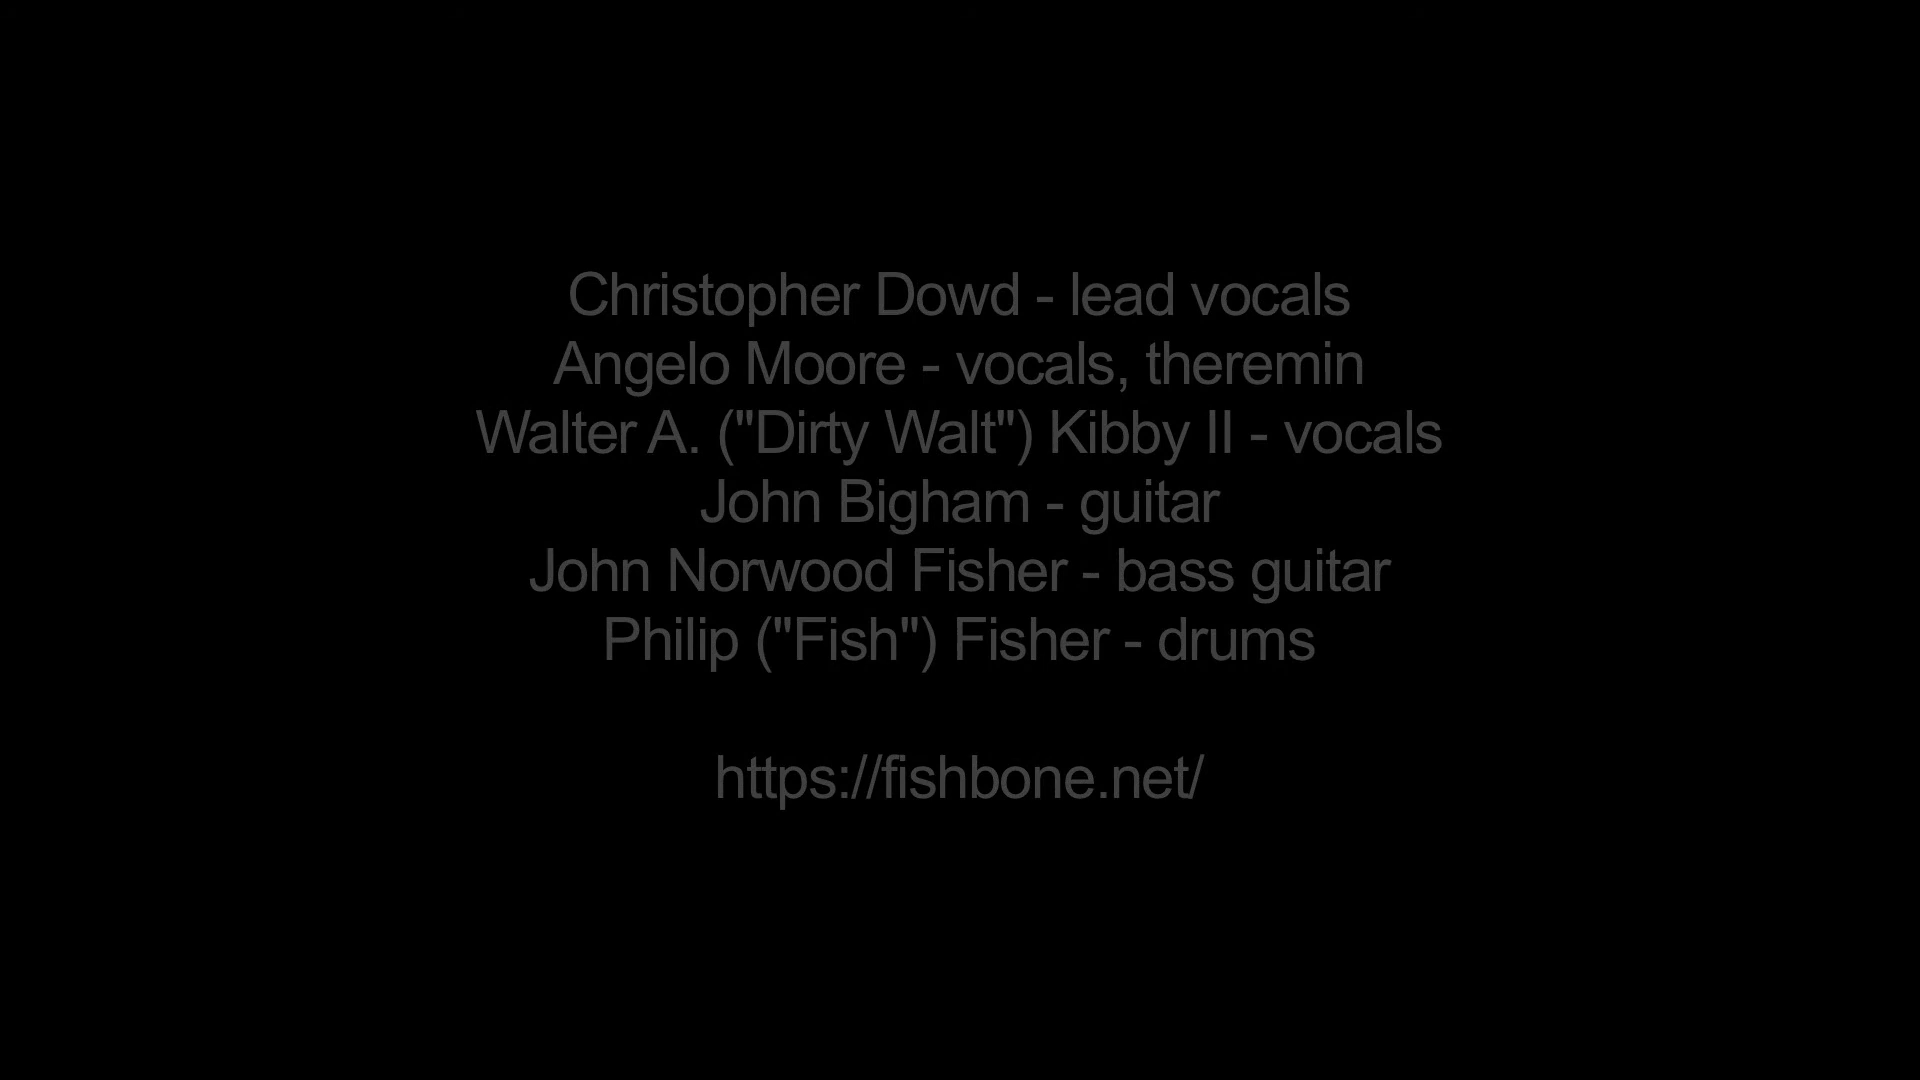 Christopher Dowd - lead vocals
Angelo Moore - vocals, theremin
Walter A. ("Dirty Walt") Kibby II - vocals
John Bigham - guitar
John Norwood Fisher - bass guitar
Philip ("Fish") Fisher - drums
https://fishbone.net/